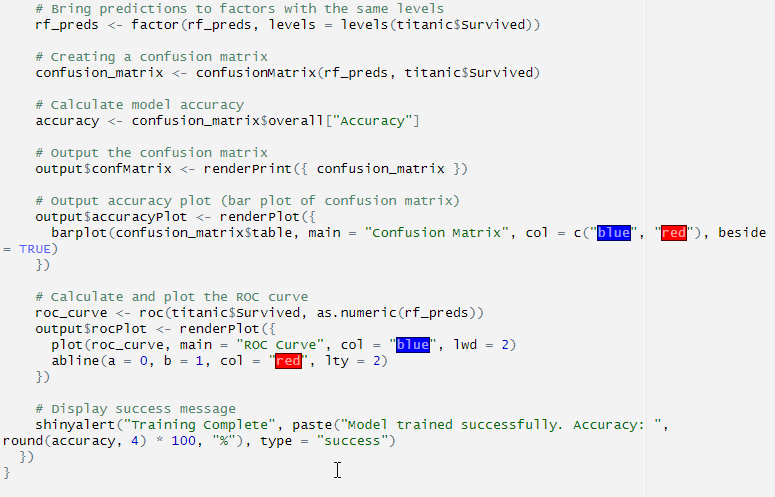 # Bring predictions to factors with the same levels
rf_preds <- factor(rf_preds, levels = levels(titanic$Survived))
# Creating a confusion matrix
confusion_matrix <- confusionMatrix(rf_preds, titanic$Survived)
# Calculate model accuracy
accuracy <- confusion_matrix$overall["Accuracy"]
# Output the confusion matrix
output$confMatrix <- renderPrint({ confusion_matrix })
# Output accuracy plot (bar plot of confusion matrix)
output$accuracyPlot <- renderPlot({
barplot(confusion_matrix$table, main = "Confusion Matrix", col = c("blue", "red"), beside
= TRUE)
})
# Calculate and plot the ROC curve
roc_curve <- roc(titanic$Survived, as.numeric(rf_preds))
output$rocPlot <- renderPlot({
plot(roc_curve, main = "ROC Curve", col = "blue", lwd = 2)
abline(a = 0, b = 1, col = "red", lty = 2)
})
# Display success message
shinyalert("Training Complete", paste("Model trained successfully. Accuracy: ",
round(accuracy, 4) * 100, "%"), type = "success")
})
}